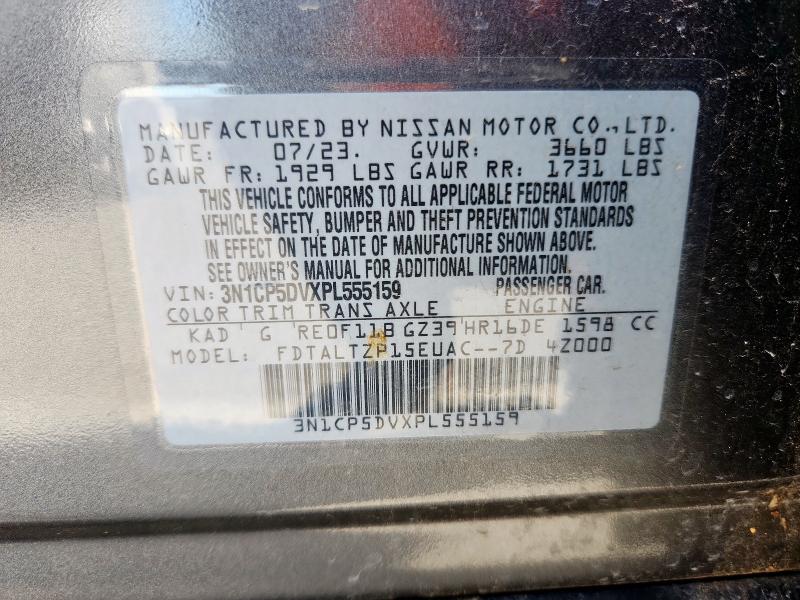 MANUFACTURED BY NISSAN MOTOR CO., LTD.
DATE: 07/23. GVWR: 3660 LBS
GAWR FR: 1929 LBS GAWR RR: 1731 LBS
THIS VEHICLE CONFORMS TO ALL APPLICABLE FEDERAL MOTOR
VEHICLE SAFETY, BUMPER AND THEFT PREVENTION STANDARDS
IN EFFECT ON THE DATE OF MANUFACTURE SHOWN ABOVE.
SEE OWNER'S MANUAL FOR ADDITIONAL INFORMATION.
VIN: 3N1CP5DVXPL555159 PASSENGER CAR.
COLOR TRIM TRANS AXLE ENGINE
KAD G RE0F11B GZ39 HR16DE 1598 CC
MODEL: FDTALTZP15EUAC--7D 4Z000
3N1CP5DVXPL555159